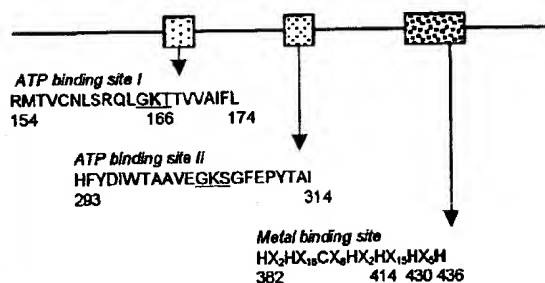 ATP binding site I
RMTVCNLSRQLGKTTVVAIFL
154 166 174
ATP binding site Ii
HFYDIWTAAVEGKSGFEPYTAI
293 314
Metal binding site
HX₂HX₁₈CX₆HX₂HX₁₅HX₅H
382 414 430 436